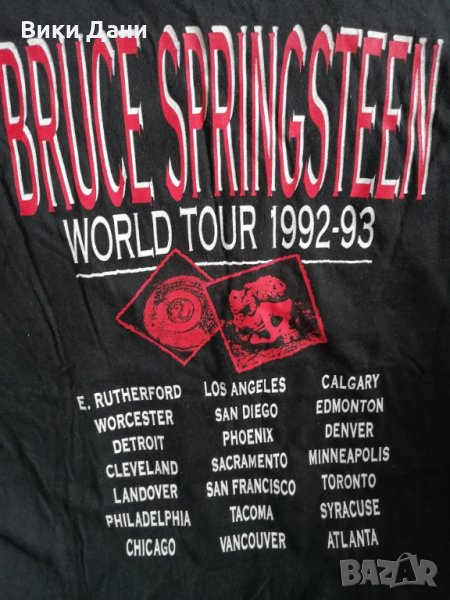 Вики Дани
BRUCE SPRINGSTEEN
WORLD TOUR 1992-93
E. RUTHERFORD
WORCESTER
DETROIT
CLEVELAND
LANDOVER
PHILADELPHIA
CHICAGO
LOS ANGELES
SAN DIEGO
PHOENIX
SACRAMENTO
SAN FRANCISCO
TACOMA
VANCOUVER
CALGARY
EDMONTON
DENVER
MINNEAPOLIS
TORONTO
SYRACUSE
ATLANTA
BAZAR